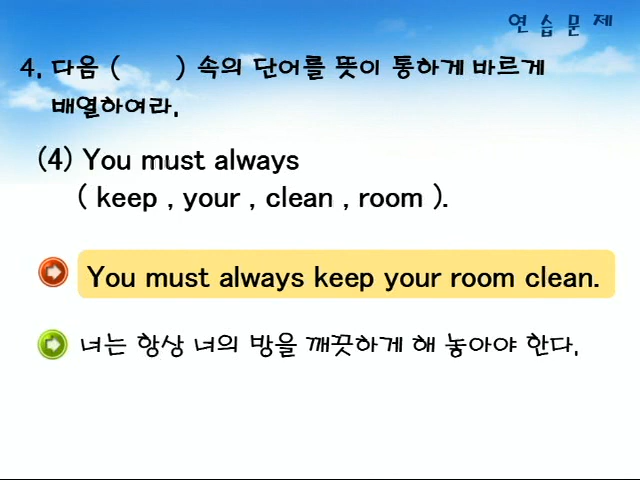 연 습 문 제
4. 다음 (      ) 속의 단어를 뜻이 통하게 바르게
배열하여라.
(4) You must always
( keep , your , clean , room ).
You must always keep your room clean.
너는 항상 너의 방을 깨끗하게 해 놓아야 한다.